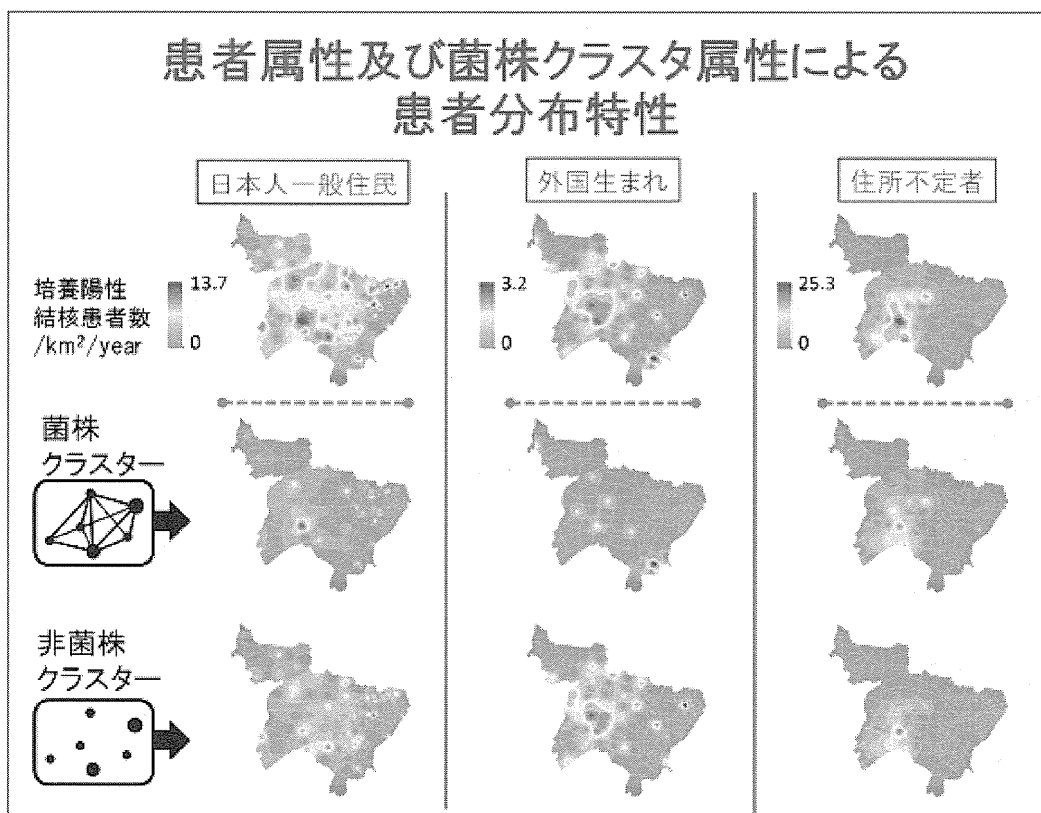 患者属性及び菌株クラスタ属性による
患者分布特性
日本人一般住民
外国生まれ
住所不定者
培養陽性
結核患者数
/km²/year
13.7
0
3.2
0
25.3
0
菌株
クラスター
非菌株
クラスター